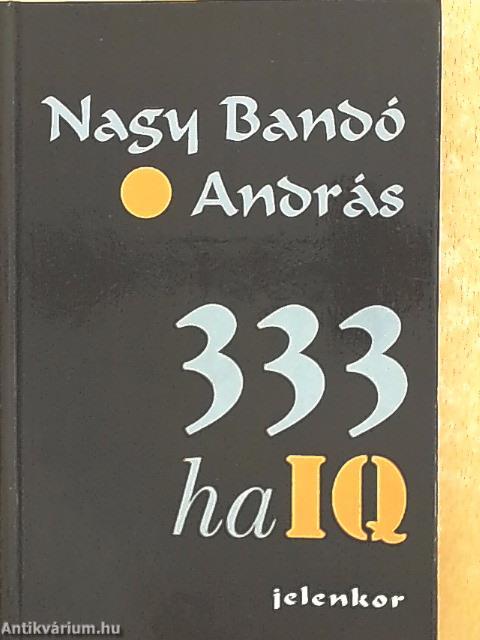 Nagy Bandó
András
333
haIQ
jelenkor
Antikvárium.hu